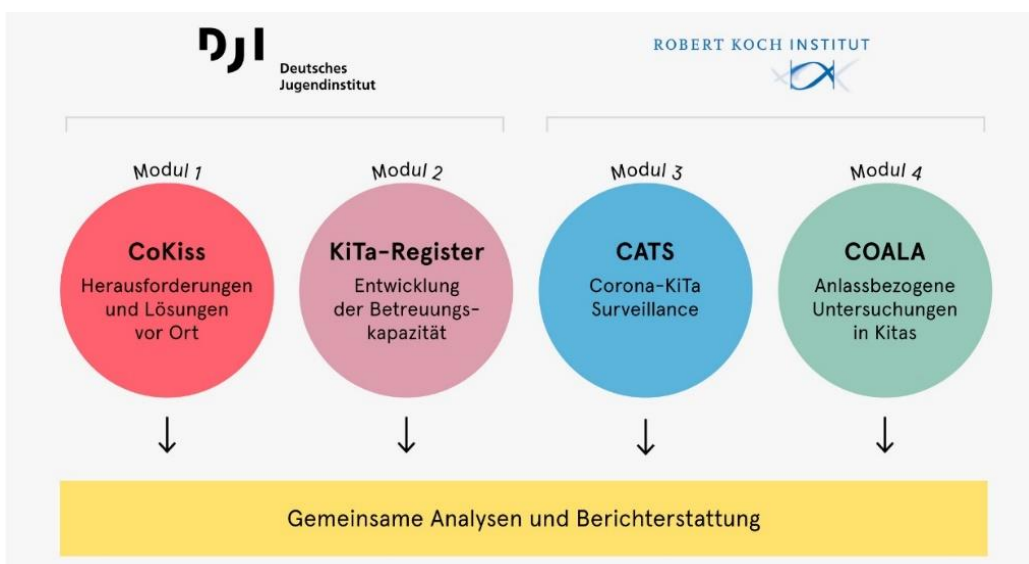 DJI
Deutsches
Jugendinstitut
ROBERT KOCH INSTITUT
Modul 1
CoKiss
Herausforderungen
und Lösungen
vor Ort
Modul 2
KiTa-Register
Entwicklung
der Betreuungs-
kapazität
Modul 3
CATS
Corona-KiTa
Surveillance
Modul 4
COALA
Anlassbezogene
Untersuchungen
in Kitas
Gemeinsame Analysen und Berichterstattung